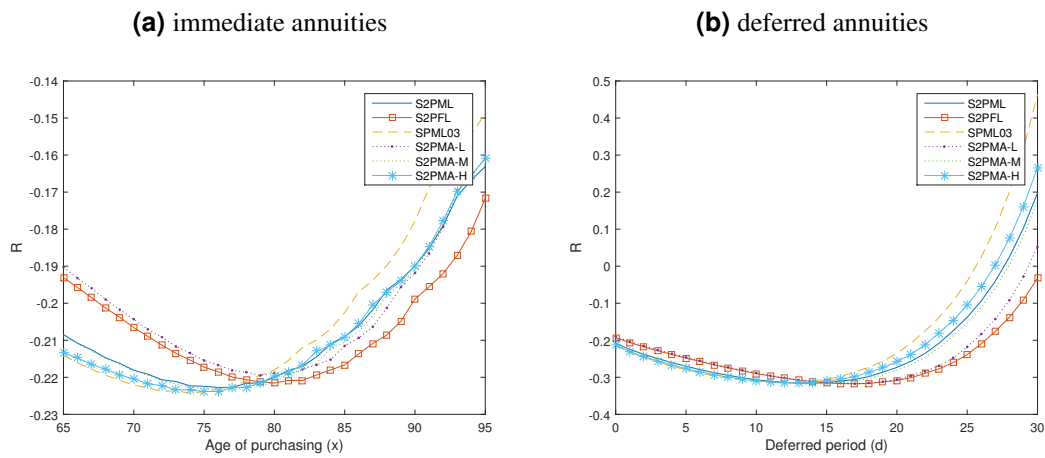 (a) immediate annuities
(b) deferred annuities
-0.14
-0.15
-0.16
-0.17
-0.18
-0.19
-0.2
-0.21
-0.22
-0.23
R
65
70
75
80
85
90
95
Age of purchasing (x)
S2PML
S2PFL
SPML03
S2PMA-L
S2PMA-M
S2PMA-H
0.5
0.4
0.3
0.2
0.1
0
-0.1
-0.2
-0.3
-0.4
R
0
5
10
15
20
25
30
Deferred period (d)
S2PML
S2PFL
SPML03
S2PMA-L
S2PMA-M
S2PMA-H